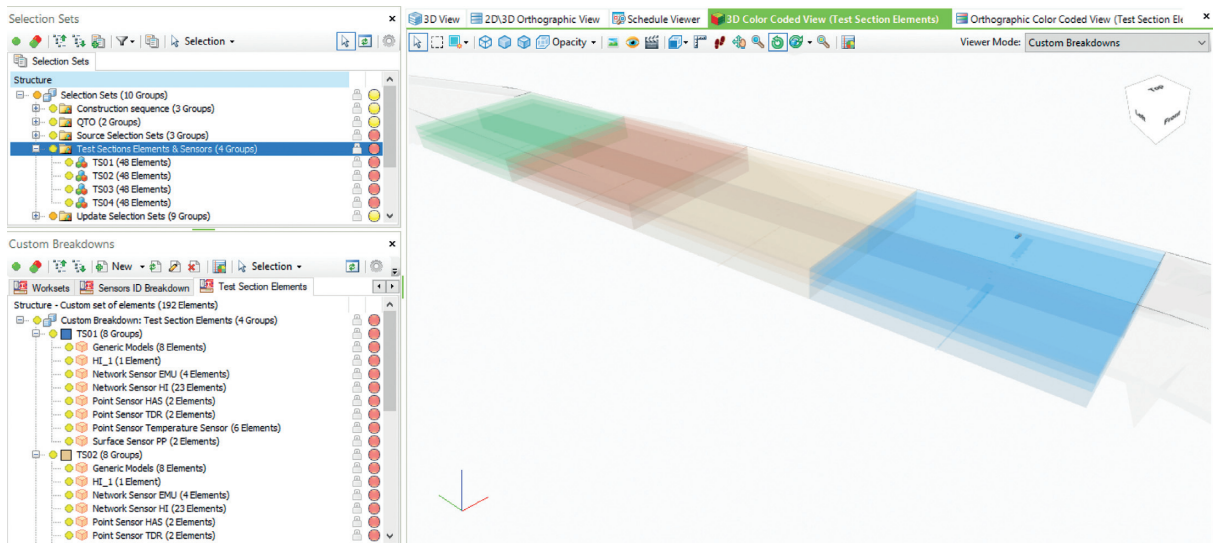 Selection Sets
Selection
Selection Sets
Structure
Selection Sets (10 Groups)
Construction sequence (3 Groups)
QTO (2 Groups)
Source Selection Sets (3 Groups)
Test Sections Elements & Sensors (4 Groups)
TS01 (48 Elements)
TS02 (48 Elements)
TS03 (48 Elements)
TS04 (48 Elements)
Update Selection Sets (9 Groups)
Custom Breakdowns
New Selection
Worksets Sensors ID Breakdown Test Section Elements
Structure - Custom set of elements (192 Elements)
Custom Breakdown: Test Section Elements (4 Groups)
TS01 (8 Groups)
Generic Models (8 Elements)
HI_1 (1 Element)
Network Sensor EMU (4 Elements)
Network Sensor HI (23 Elements)
Point Sensor HAS (2 Elements)
Point Sensor TDR (2 Elements)
Point Sensor Temperature Sensor (6 Elements)
Surface Sensor PP (2 Elements)
TS02 (8 Groups)
Generic Models (8 Elements)
HI_1 (1 Element)
Network Sensor EMU (4 Elements)
Network Sensor HI (23 Elements)
Point Sensor HAS (2 Elements)
Point Sensor TDR (2 Elements)
3D View 2D\3D Orthographic View Schedule Viewer 3D Color Coded View (Test Section Elements) Orthographic Color Coded View (Test Section Ele
Opacity Viewer Mode: Custom Breakdowns
Top
Left Front